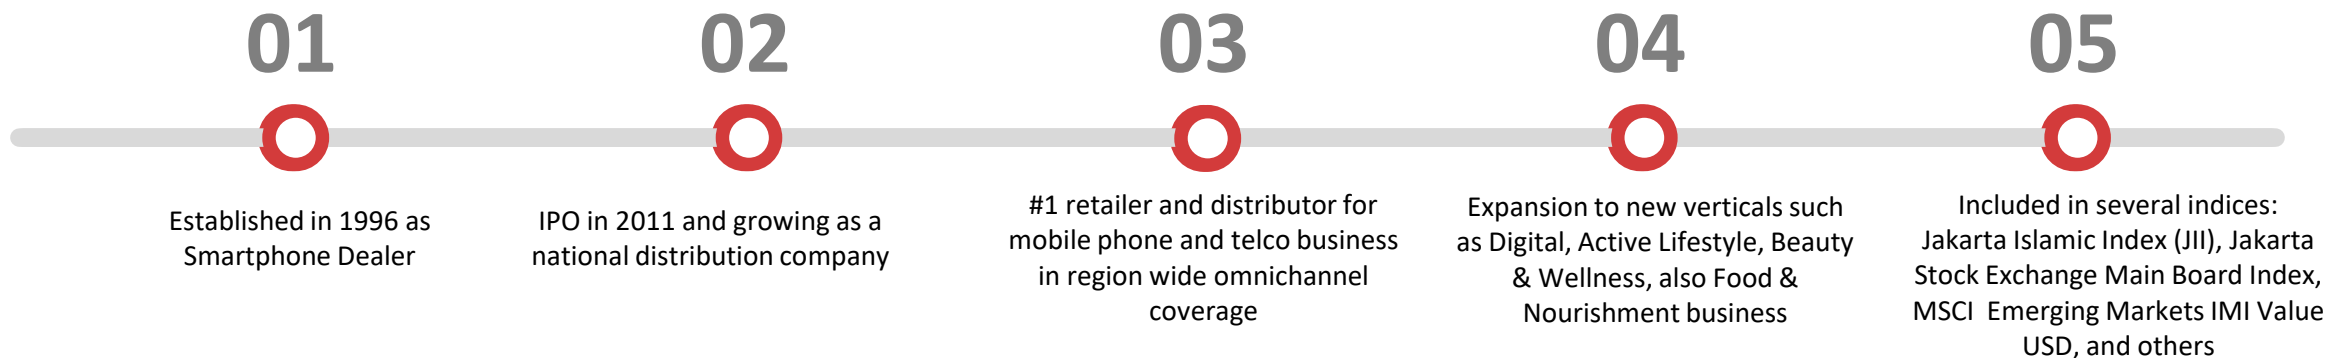 01
Established in 1996 as
Smartphone Dealer
02
IPO in 2011 and growing as a
national distribution company
03
#1 retailer and distributor for
mobile phone and telco business
in region wide omnichannel
coverage
04
Expansion to new verticals such
as Digital, Active Lifestyle, Beauty
& Wellness, also Food &
Nourishment business
05
Included in several indices:
Jakarta Islamic Index (JII), Jakarta
Stock Exchange Main Board Index,
MSCI  Emerging Markets IMI Value
USD, and others